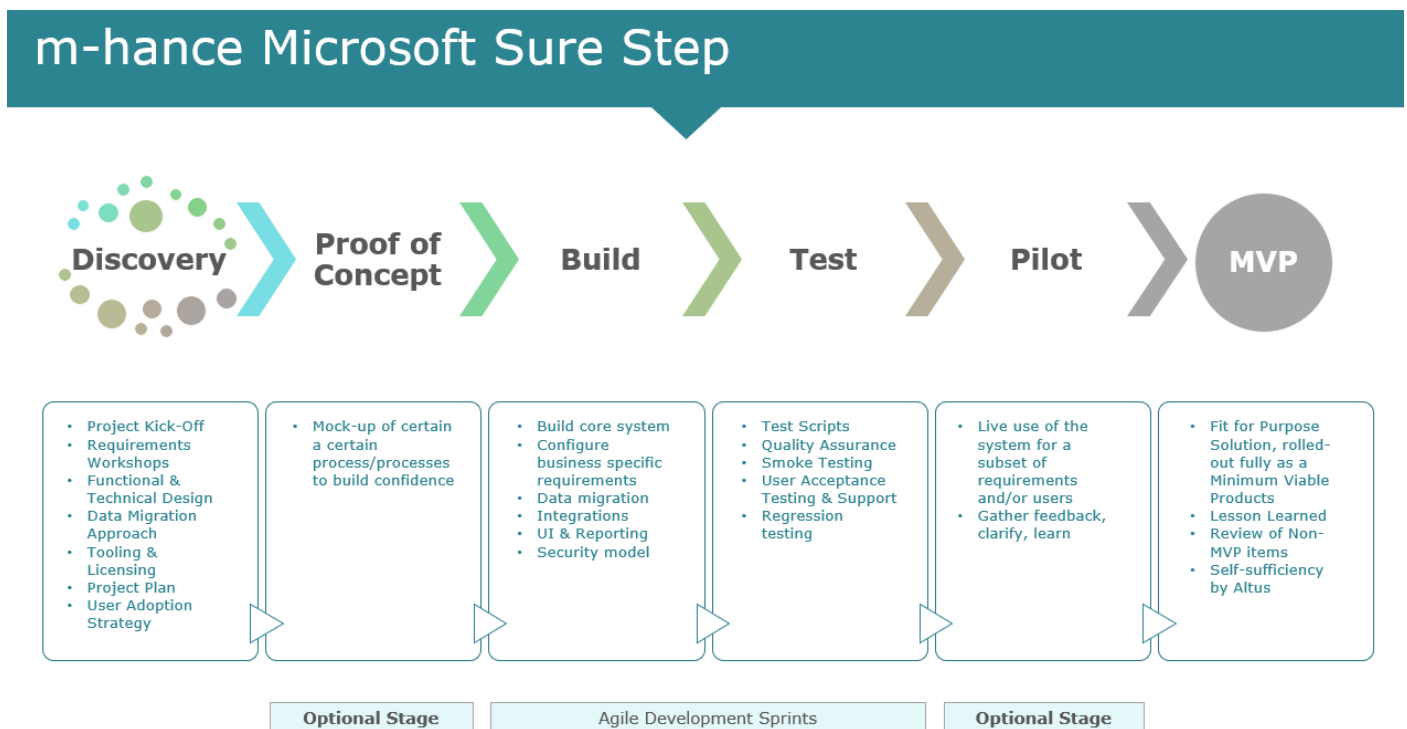 m-hance Microsoft Sure Step
Discovery
Proof of
Concept
Build
Test
Pilot
MVP
• Project Kick-Off
• Requirements
Workshops
• Functional &
Technical Design
• Data Migration
Approach
• Tooling &
Licensing
• Project Plan
• User Adoption
Strategy
• Mock-up of certain
a certain
process/processes
to build confidence
• Build core system
• Configure
business specific
requirements
• Data migration
• Integrations
• UI & Reporting
• Security model
• Test Scripts
• Quality Assurance
• Smoke Testing
• User Acceptance
Testing & Support
• Regression
testing
• Live use of the
system for a
subset of
requirements
and/or users
• Gather feedback,
clarify, learn
• Fit for Purpose
Solution, rolled-
out fully as a
Minimum Viable
Products
• Lesson Learned
• Review of Non-
MVP items
• Self-sufficiency
by Altus
Optional Stage
Agile Development Sprints
Optional Stage